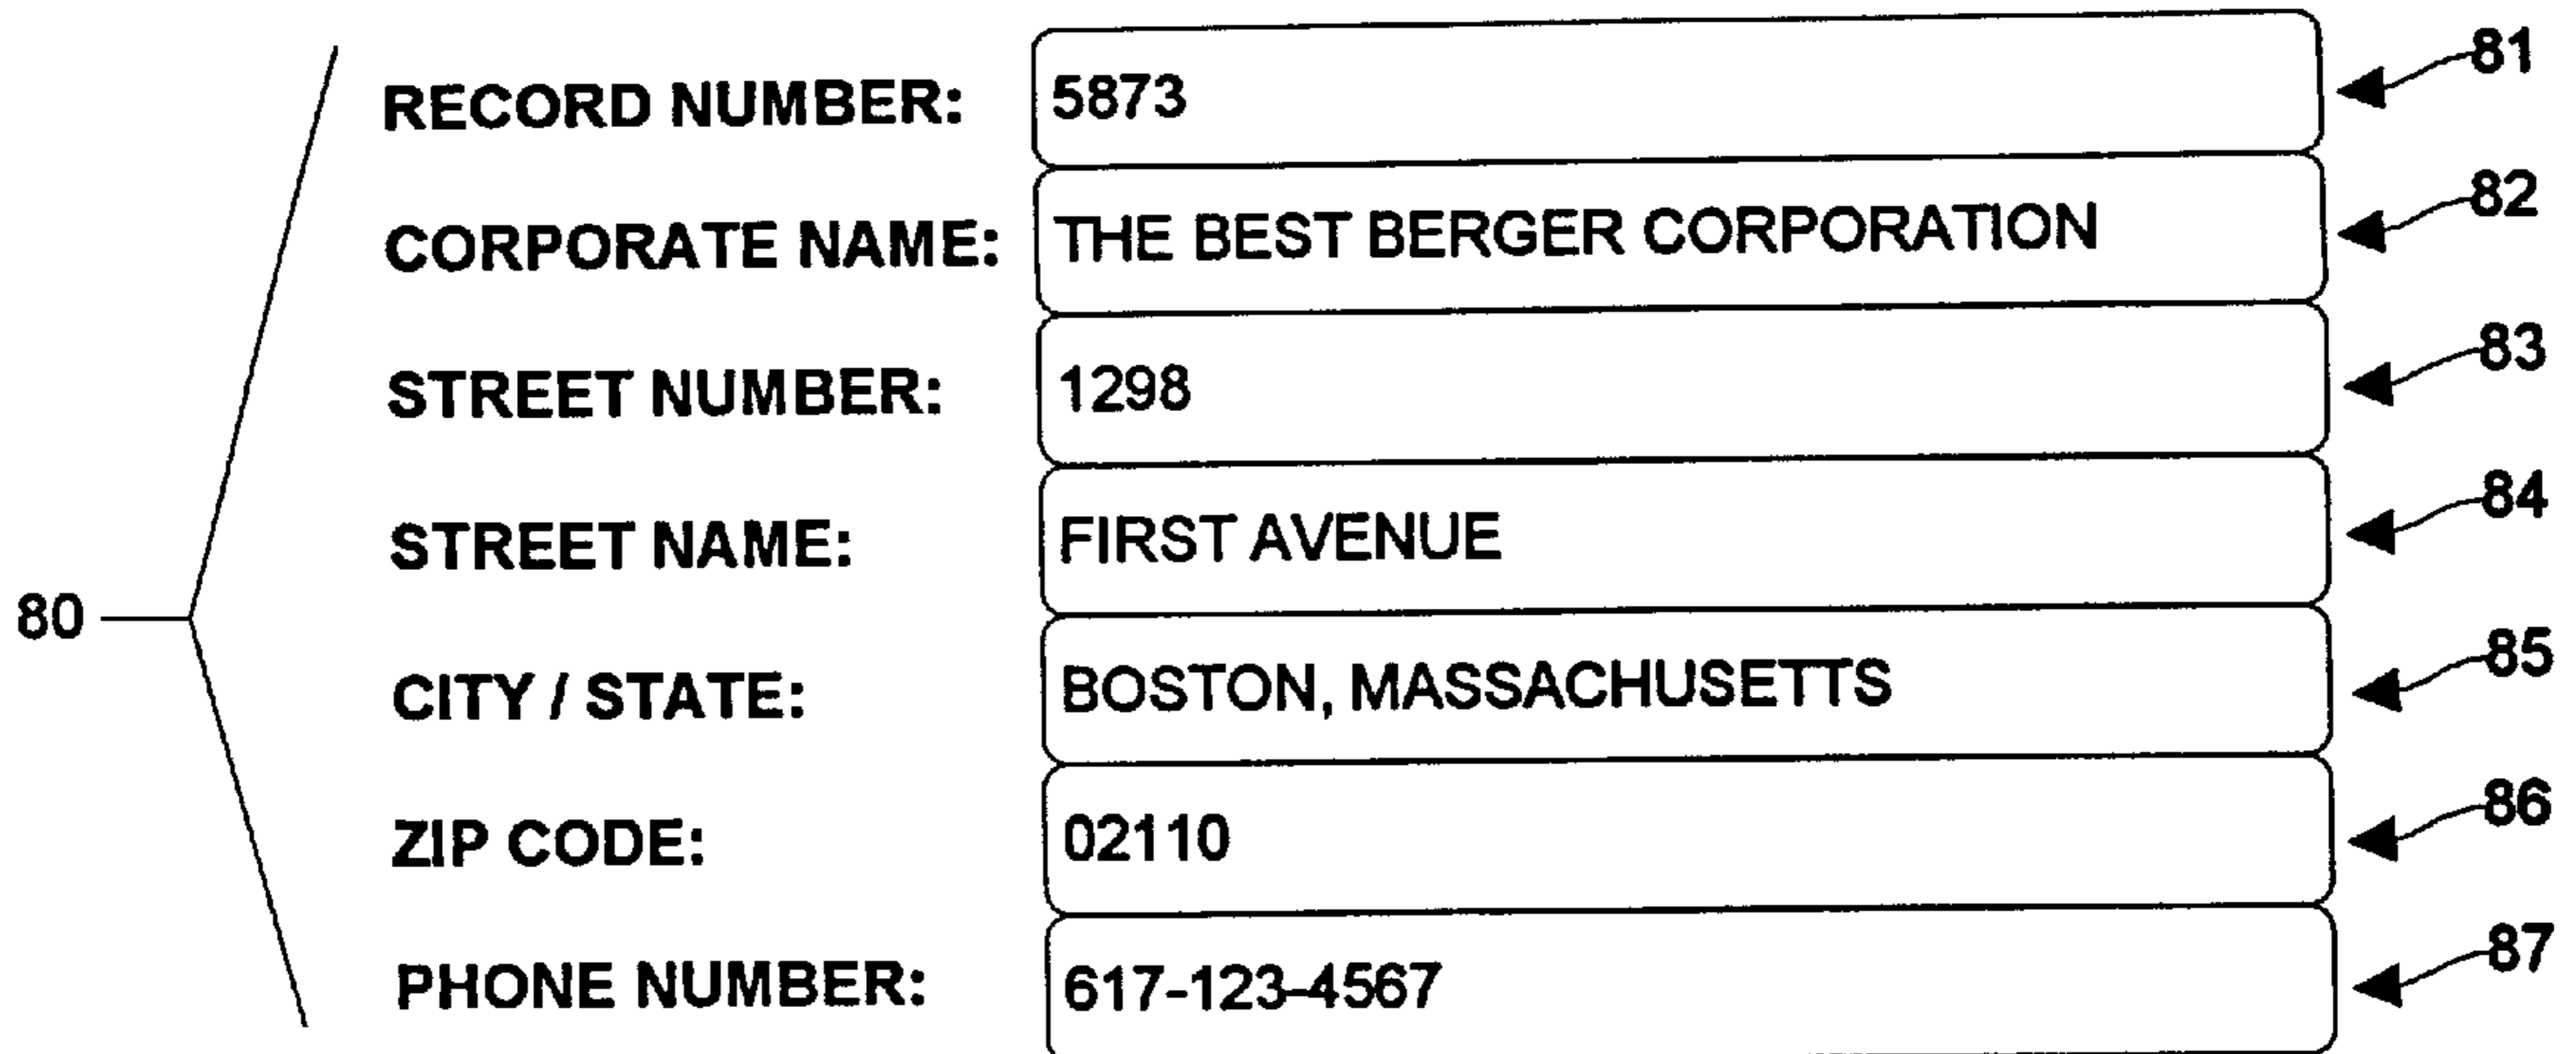 RECORD NUMBER: 5873 81
CORPORATE NAME: THE BEST BERGER CORPORATION 82
STREET NUMBER: 1298 83
STREET NAME: FIRST AVENUE 84
80
CITY / STATE: BOSTON, MASSACHUSETTS 85
ZIP CODE: 02110 86
PHONE NUMBER: 617-123-4567 87